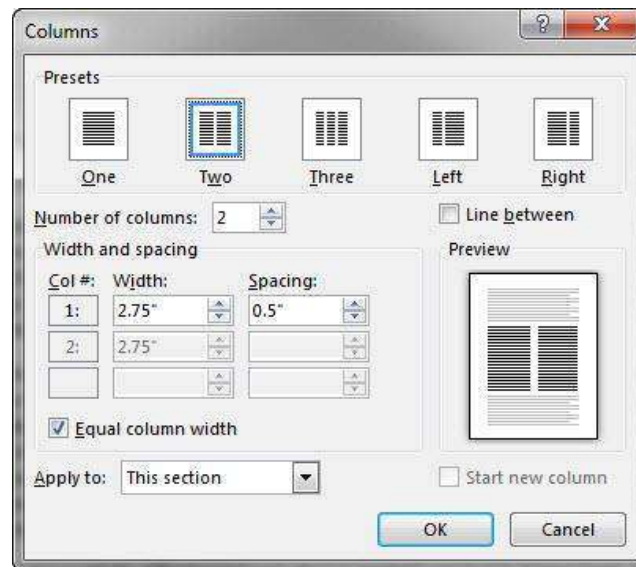 Columns
Presets
One Two Three Left Right
Number of columns: 2 Line between
Width and spacing Preview
Col #: Width: Spacing:
1: 2.75" 0.5"
2: 2.75"
Equal column width
Apply to: This section Start new column
OK Cancel